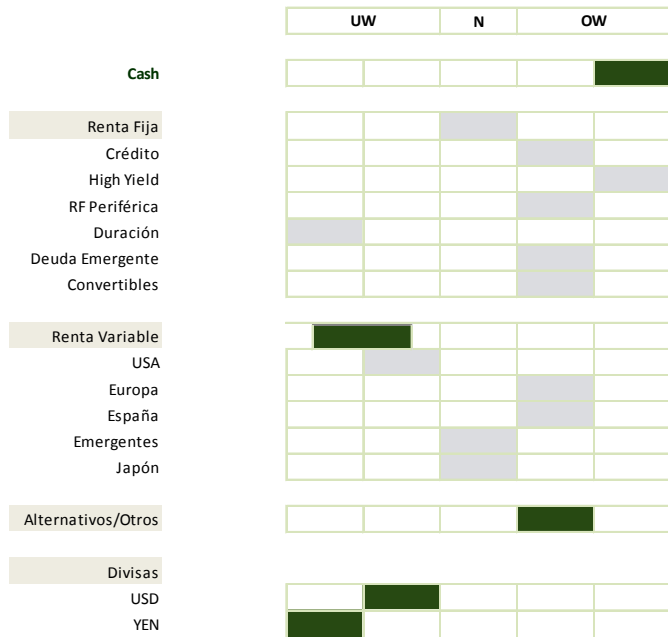 UW N OW
Cash
Renta Fija
Crédito
High Yield
RF Periférica
Duración
Deuda Emergente
Convertibles
Renta Variable
USA
Europa
España
Emergentes
Japón
Alternativos/Otros
Divisas
USD
YEN